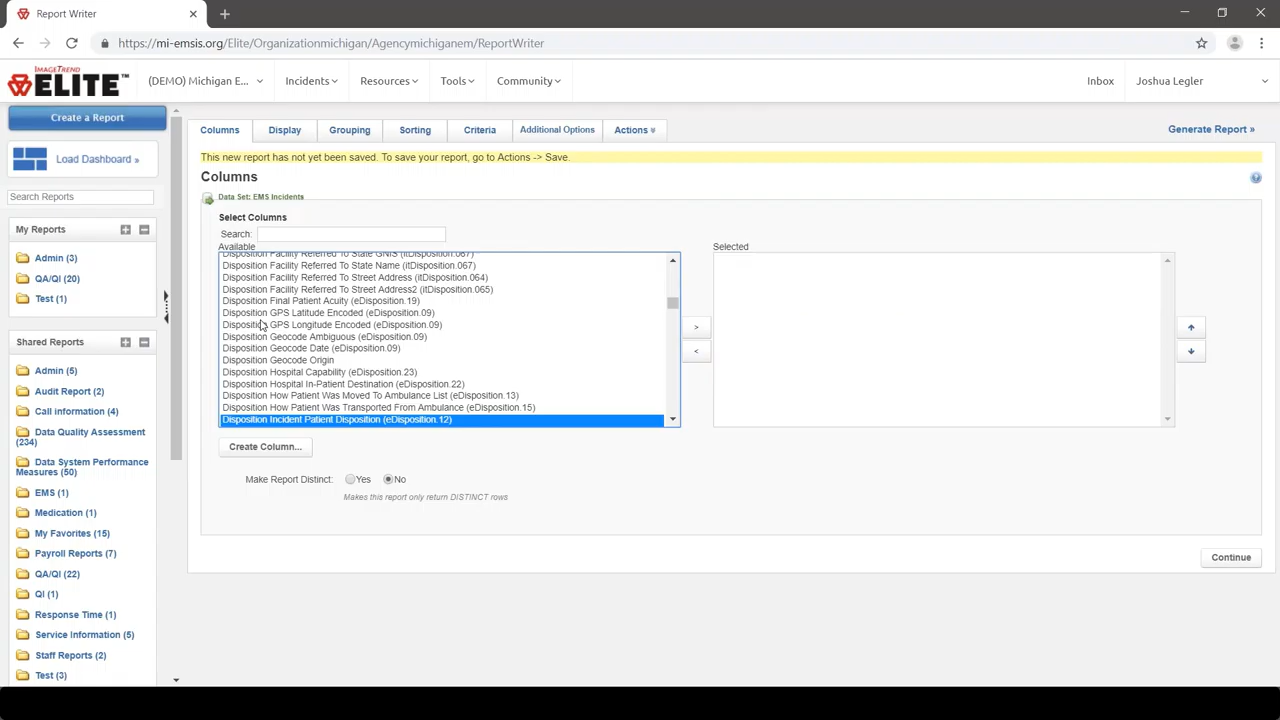 Report Writer
https://mi-emsis.org/Elite/Organizationmichigan/Agencymichiganem/ReportWriter
IMAGETREND
ELITE™
(DEMO) Michigan E...
Incidents
Resources
Tools
Community
Inbox
Joshua Legler
Create a Report
Load Dashboard »
Search Reports
My Reports
Admin (3)
QA/QI (20)
Test (1)
Shared Reports
Admin (5)
Audit Report (2)
Call information (4)
Data Quality Assessment
(234)
Data System Performance
Measures (50)
EMS (1)
Medication (1)
My Favorites (15)
Payroll Reports (7)
QA/QI (22)
QI (1)
Response Time (1)
Service Information (5)
Staff Reports (2)
Test (3)
Columns
Display
Grouping
Sorting
Criteria
Additional Options
Actions
Generate Report »
This new report has not yet been saved. To save your report, go to Actions -> Save.
Columns
Data Set: EMS Incidents
Select Columns
Search:
Available
Selected
Disposition Facility Referred To State GNIS (itDisposition.067)
Disposition Facility Referred To State Name (itDisposition.067)
Disposition Facility Referred To Street Address (itDisposition.064)
Disposition Facility Referred To Street Address2 (itDisposition.065)
Disposition Final Patient Acuity (eDisposition.19)
Disposition GPS Latitude Encoded (eDisposition.09)
Disposition GPS Longitude Encoded (eDisposition.09)
Disposition Geocode Ambiguous (eDisposition.09)
Disposition Geocode Date (eDisposition.09)
Disposition Geocode Origin
Disposition Hospital Capability (eDisposition.23)
Disposition Hospital In-Patient Destination (eDisposition.22)
Disposition How Patient Was Moved To Ambulance List (eDisposition.13)
Disposition How Patient Was Transported From Ambulance (eDisposition.15)
Disposition Incident Patient Disposition (eDisposition.12)
>
<
Create Column...
Make Report Distinct:
Yes
No
Makes this report only return DISTINCT rows
Continue